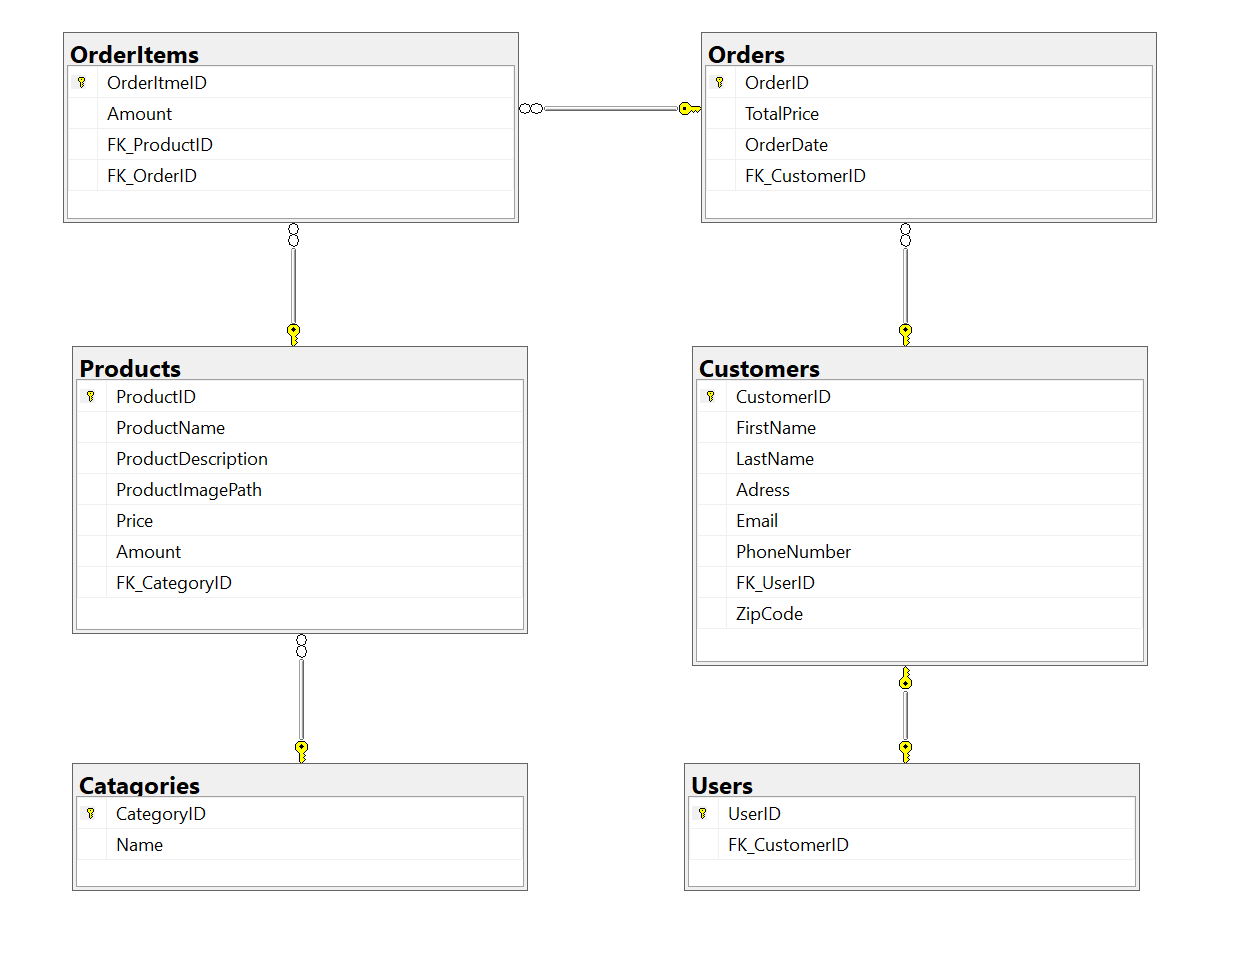 OrderItems
OrderItmeID
Amount
FK_ProductID
FK_OrderID
Orders
OrderID
TotalPrice
OrderDate
FK_CustomerID
Products
ProductID
ProductName
ProductDescription
ProductImagePath
Price
Amount
FK_CategoryID
Customers
CustomerID
FirstName
LastName
Adress
Email
PhoneNumber
FK_UserID
ZipCode
Catagories
CategoryID
Name
Users
UserID
FK_CustomerID